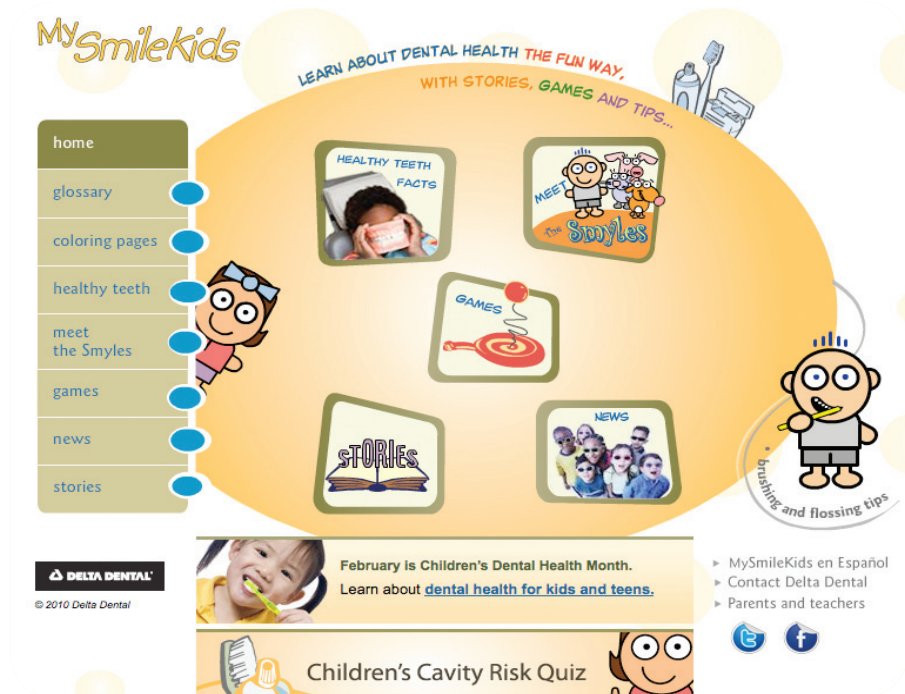 My SmileKids
LEARN ABOUT DENTAL HEALTH THE FUN WAY,
WITH STORIES, GAMES AND TIPS...
home
glossary
coloring pages
healthy teeth
meet
the Smyles
games
news
stories
HEALTHY TEETH
FACTS
MEET
the Smyles
GAMES
STORIES
NEWS
• brushing and flossing tips
DELTA DENTAL
© 2010 Delta Dental
February is Children's Dental Health Month.
Learn about dental health for kids and teens.
Children's Cavity Risk Quiz
MySmileKids en Español
Contact Delta Dental
Parents and teachers
t
f